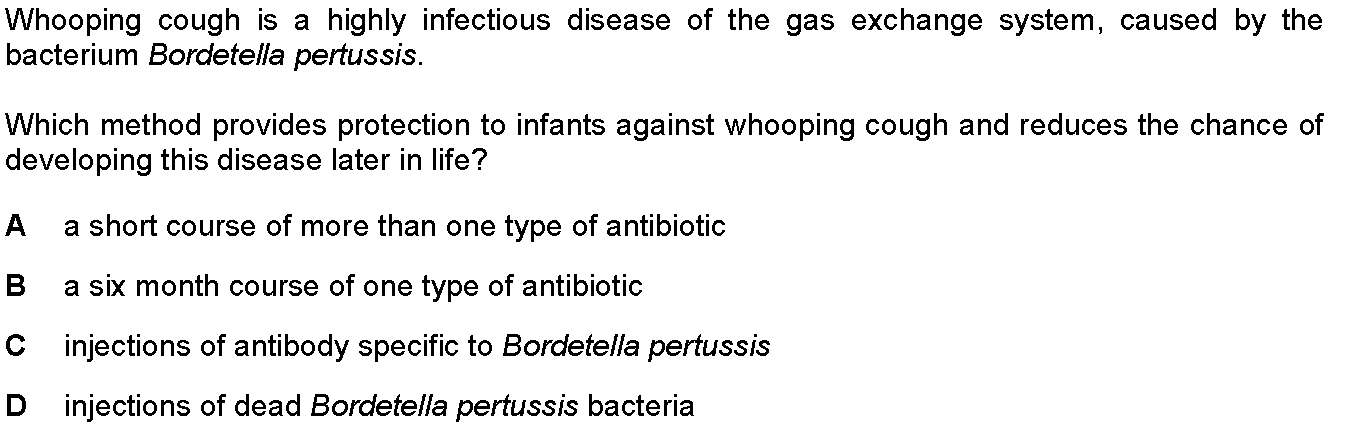 Whooping cough is a highly infectious disease of the gas exchange system, caused by the
bacterium Bordetella pertussis.
Which method provides protection to infants against whooping cough and reduces the chance of
developing this disease later in life?
A a short course of more than one type of antibiotic
B a six month course of one type of antibiotic
C injections of antibody specific to Bordetella pertussis
D injections of dead Bordetella pertussis bacteria